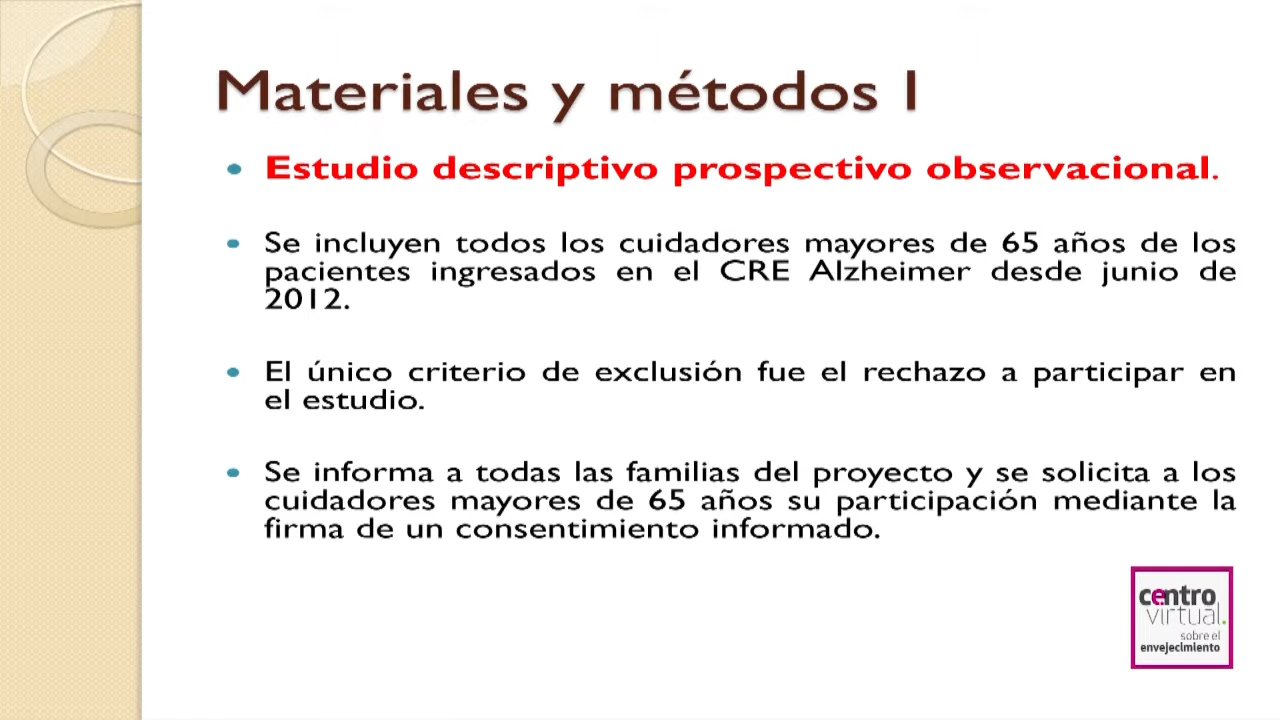 Materiales y métodos I
• Estudio descriptivo prospectivo observacional.
• Se incluyen todos los cuidadores mayores de 65 años de los
pacientes ingresados en el CRE Alzheimer desde junio de
2012.
• El único criterio de exclusión fue el rechazo a participar en
el estudio.
• Se informa a todas las familias del proyecto y se solicita a los
cuidadores mayores de 65 años su participación mediante la
firma de un consentimiento informado.
centro
virtual.
sobre el
envejecimiento